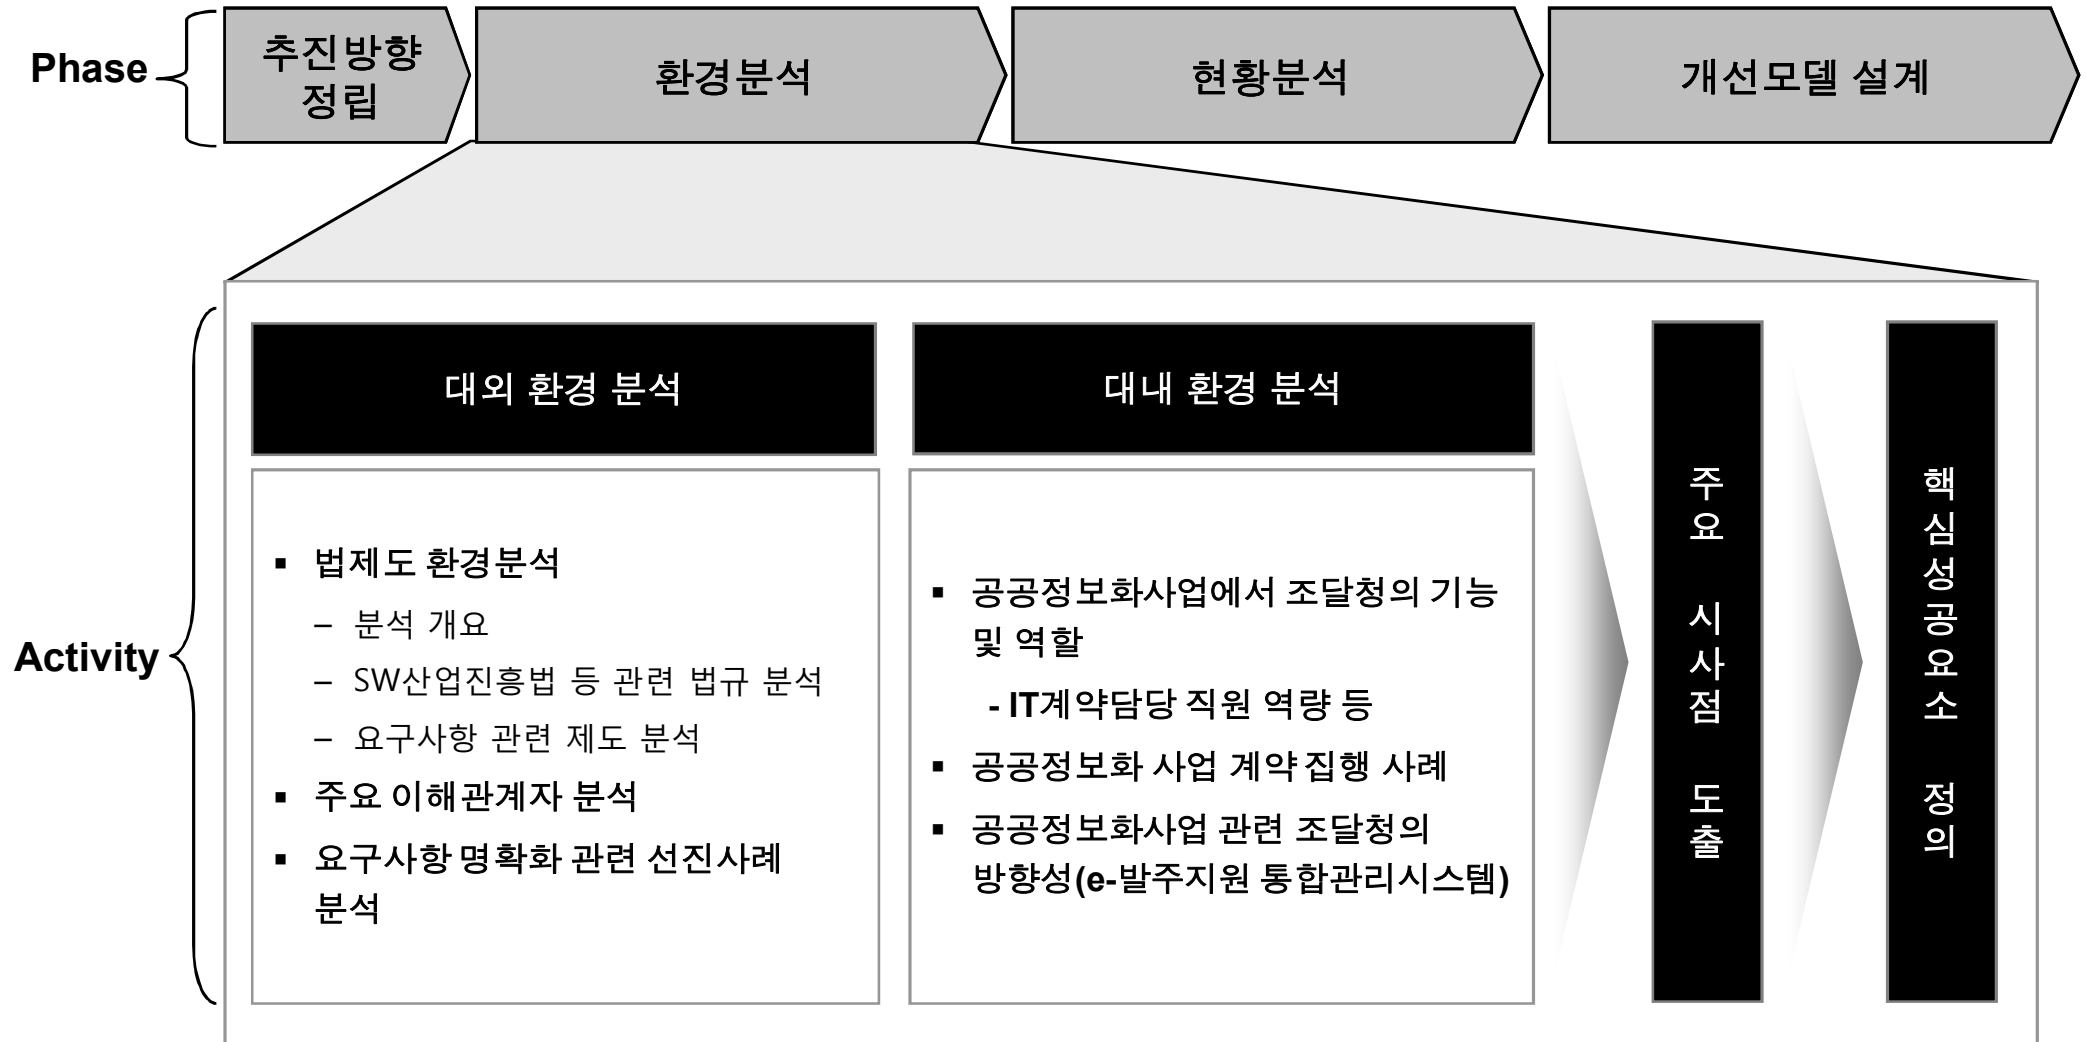 Phase
추진방향
정립
환경분석
현황분석
개선모델 설계
Activity
대외 환경 분석
▪ 법제도 환경분석
– 분석 개요
– SW산업진흥법 등 관련 법규 분석
– 요구사항 관련 제도 분석
▪ 주요 이해관계자 분석
▪ 요구사항 명확화 관련 선진사례
분석
대내 환경 분석
▪ 공공정보화사업에서 조달청의 기능
및 역할
- IT계약담당 직원 역량 등
▪ 공공정보화 사업 계약 집행 사례
▪ 공공정보화사업 관련 조달청의
방향성(e-발주지원 통합관리시스템)
주요 시사점 도출
핵심성공요소 정의